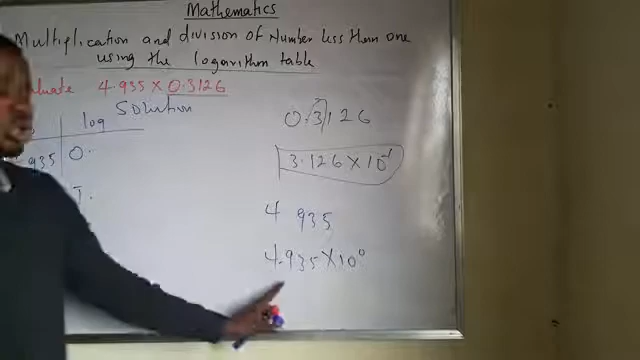 Mathematics
Multiplication and division of Number less than one
using the logarithm table
4.935 × 0.3126
Solution
log
935 0.
1̄.
0.3126
3.126 × 10⁻¹
4 935
4.935 × 10⁰